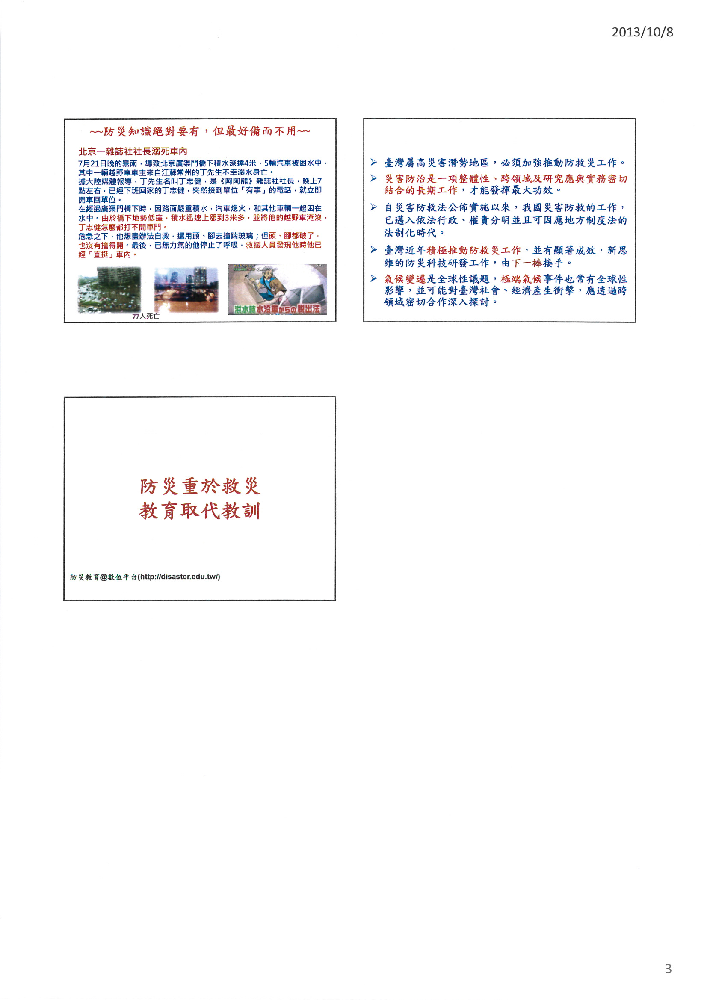 2013/10/8
~~防災知識絕對要有，但最好備而不用~~
北京一雜誌社社長溺死車內
7月21日晚的暴雨，導致北京廣渠門橋下積水深達4米，5輛汽車被困水中，
其中一輛越野車車主來自江蘇常州的丁先生不幸溺水身亡。
據大陸媒體報導，丁先生名叫丁志健，是《阿阿熊》雜誌社社長，晚上7
點左右，已經下班回家的丁志健，突然接到單位「有事」的電話，就立即
開車回單位。
在經過廣渠門橋下時，因路面嚴重積水，汽車熄火，和其他車輛一起困在
水中。由於橋下地勢低窪，積水迅速上漲到3米多，並將他的越野車淹沒，
丁志健怎麼都打不開車門。
危急之下，他想盡辦法自救，還用頭、腳去撞踹玻璃；但頭、腳都破了，
也沒有撞得開。最後，已無力氣的他停止了呼吸，救援人員發現他時他已
經「直挺」車內。
洪水時水没車からの脱出法
77人死亡
➢ 臺灣屬高災害潛勢地區，必須加強推動防救災工作。
➢ 災害防治是一項整體性、跨領域及研究應與實務密切
結合的長期工作，才能發揮最大功效。
➢ 自災害防救法公佈實施以來，我國災害防救的工作，
已邁入依法行政、權責分明並且可因應地方制度法的
法制化時代。
➢ 臺灣近年積極推動防救災工作，並有顯著成效，新思
維的防災科技研發工作，由下一棒接手。
➢ 氣候變遷是全球性議題，極端氣候事件也常有全球性
影響，並可能對臺灣社會、經濟產生衝擊，應透過跨
領域密切合作深入探討。
防災重於救災
教育取代教訓
防災教育@數位平台(http://disaster.edu.tw/)
3